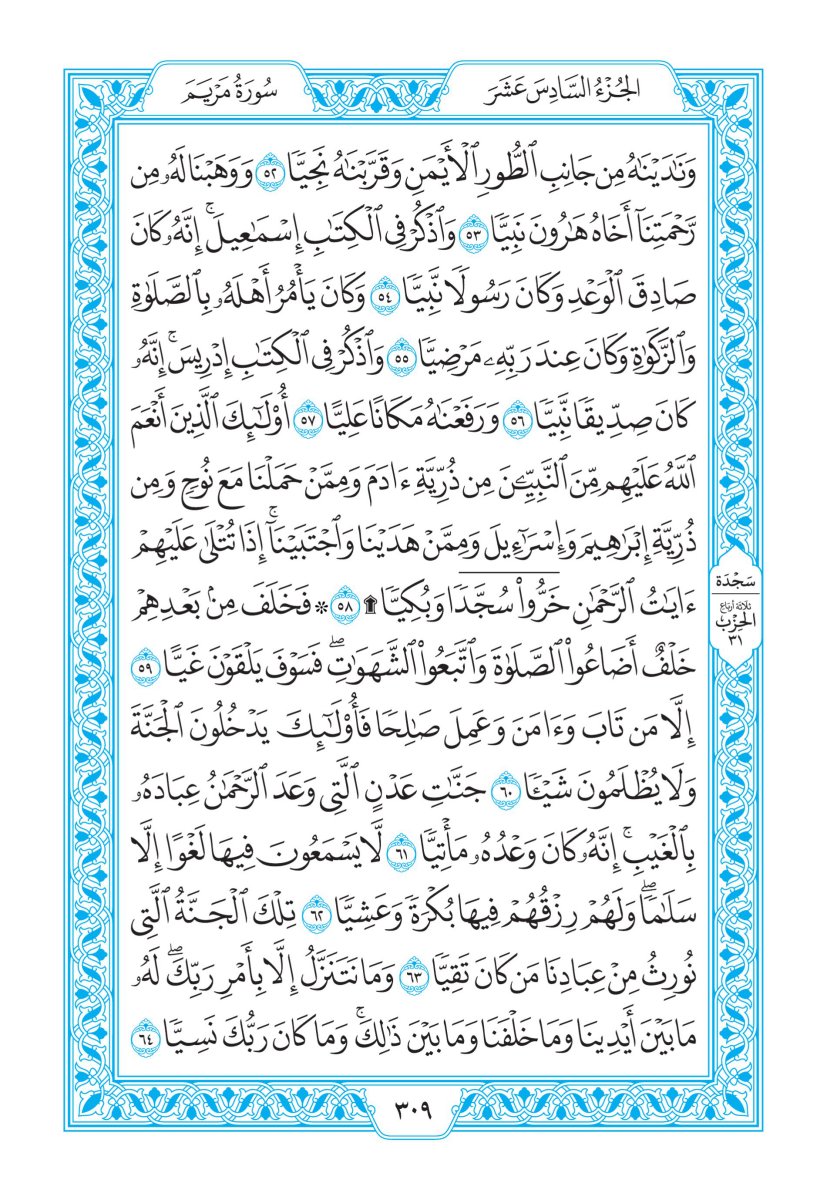 الجُزْءُ السَّادِسَ عَشَرَ
سُورَةُ مَرْيَمَ
وَنَٰدَيْنَٰهُ مِن جَانِبِ ٱلطُّورِ ٱلْأَيْمَنِ وَقَرَّبْنَٰهُ نَجِيًّا ٥٢ وَوَهَبْنَا لَهُۥ مِن
رَّحْمَتِنَآ أَخَاهُ هَٰرُونَ نَبِيًّا ٥٣ وَٱذْكُرْ فِى ٱلْكِتَٰبِ إِسْمَٰعِيلَ ۚ إِنَّهُۥ كَانَ
صَادِقَ ٱلْوَعْدِ وَكَانَ رَسُولًا نَّبِيًّا ٥٤ وَكَانَ يَأْمُرُ أَهْلَهُۥ بِٱلصَّلَوٰةِ
وَٱلزَّكَوٰةِ وَكَانَ عِندَ رَبِّهِۦ مَرْضِيًّا ٥٥ وَٱذْكُرْ فِى ٱلْكِتَٰبِ إِدْرِيسَ ۚ إِنَّهُۥ
كَانَ صِدِّيقًا نَّبِيًّا ٥٦ وَرَفَعْنَٰهُ مَكَانًا عَلِيًّا ٥٧ أُو۟لَٰٓئِكَ ٱلَّذِينَ أَنْعَمَ
ٱللَّهُ عَلَيْهِم مِّنَ ٱلنَّبِيِّۦنَ مِن ذُرِّيَّةِ ءَادَمَ وَمِمَّنْ حَمَلْنَا مَعَ نُوحٍ وَمِن
ذُرِّيَّةِ إِبْرَٰهِيمَ وَإِسْرَٰٓءِيلَ وَمِمَّنْ هَدَيْنَا وَٱجْتَبَيْنَآ ۚ إِذَا تُتْلَىٰ عَلَيْهِمْ
ءَايَٰتُ ٱلرَّحْمَٰنِ خَرُّوا۟ سُجَّدًا وَبُكِيًّا ۩ ٥٨ * فَخَلَفَ مِنۢ بَعْدِهِمْ
خَلْفٌ أَضَاعُوا۟ ٱلصَّلَوٰةَ وَٱتَّبَعُوا۟ ٱلشَّهَوَٰتِ ۖ فَسَوْفَ يَلْقَوْنَ غَيًّا ٥٩
إِلَّا مَن تَابَ وَءَامَنَ وَعَمِلَ صَٰلِحًا فَأُو۟لَٰٓئِكَ يَدْخُلُونَ ٱلْجَنَّةَ
وَلَا يُظْلَمُونَ شَيْـًٔا ٦٠ جَنَّٰتِ عَدْنٍ ٱلَّتِى وَعَدَ ٱلرَّحْمَٰنُ عِبَادَهُۥ
بِٱلْغَيْبِ ۚ إِنَّهُۥ كَانَ وَعْدُهُۥ مَأْتِيًّا ٦١ لَّا يَسْمَعُونَ فِيهَا لَغْوًا إِلَّا
سَلَٰمًا ۖ وَلَهُمْ رِزْقُهُمْ فِيهَا بُكْرَةً وَعَشِيًّا ٦٢ تِلْكَ ٱلْجَنَّةُ ٱلَّتِى
نُورِثُ مِنْ عِبَادِنَا مَن كَانَ تَقِيًّا ٦٣ وَمَا نَتَنَزَّلُ إِلَّا بِأَمْرِ رَبِّكَ ۖ لَهُۥ
مَا بَيْنَ أَيْدِينَا وَمَا خَلْفَنَا وَمَا بَيْنَ ذَٰلِكَ ۚ وَمَا كَانَ رَبُّكَ نَسِيًّا ٦٤
سَجْدَة
ثلاثة أرباع
الحِزْب
٣١
٣٠٩